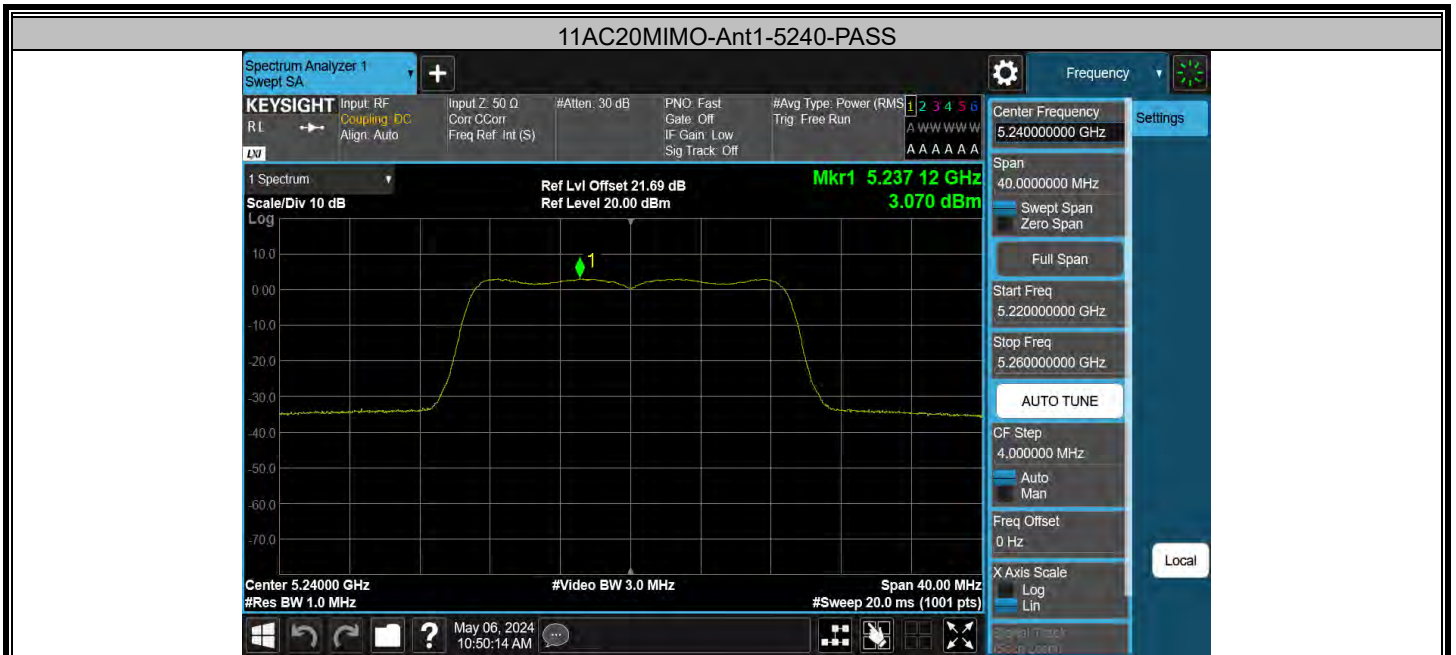 11AC20MIMO-Ant1-5240-PASS
Spectrum Analyzer 1
Swept SA
+
Frequency
KEYSIGHT
RL
LXI
Input: RF
Coupling: DC
Align: Auto
Input Z: 50 Ω
Corr CCorr
Freq Ref: Int (S)
#Atten: 30 dB
PNO: Fast
Gate: Off
IF Gain: Low
Sig Track: Off
#Avg Type: Power (RMS
Trig: Free Run
1 2 3 4 5 6
A W W W W W
A A A A A A
1 Spectrum
Scale/Div 10 dB
Log
Ref Lvl Offset 21.69 dB
Ref Level 20.00 dBm
Mkr1 5.237 12 GHz
3.070 dBm
1
10.0
0.00
-10.0
-20.0
-30.0
-40.0
-50.0
-60.0
-70.0
Center 5.24000 GHz
#Res BW 1.0 MHz
#Video BW 3.0 MHz
Span 40.00 MHz
#Sweep 20.0 ms (1001 pts)
Center Frequency
5.240000000 GHz
Settings
Span
40.0000000 MHz
Swept Span
Zero Span
Full Span
Start Freq
5.220000000 GHz
Stop Freq
5.260000000 GHz
AUTO TUNE
CF Step
4.000000 MHz
Auto
Man
Freq Offset
0 Hz
X Axis Scale
Log
Lin
Local
Signal Track
(Span Zoom)
?
May 06, 2024
10:50:14 AM